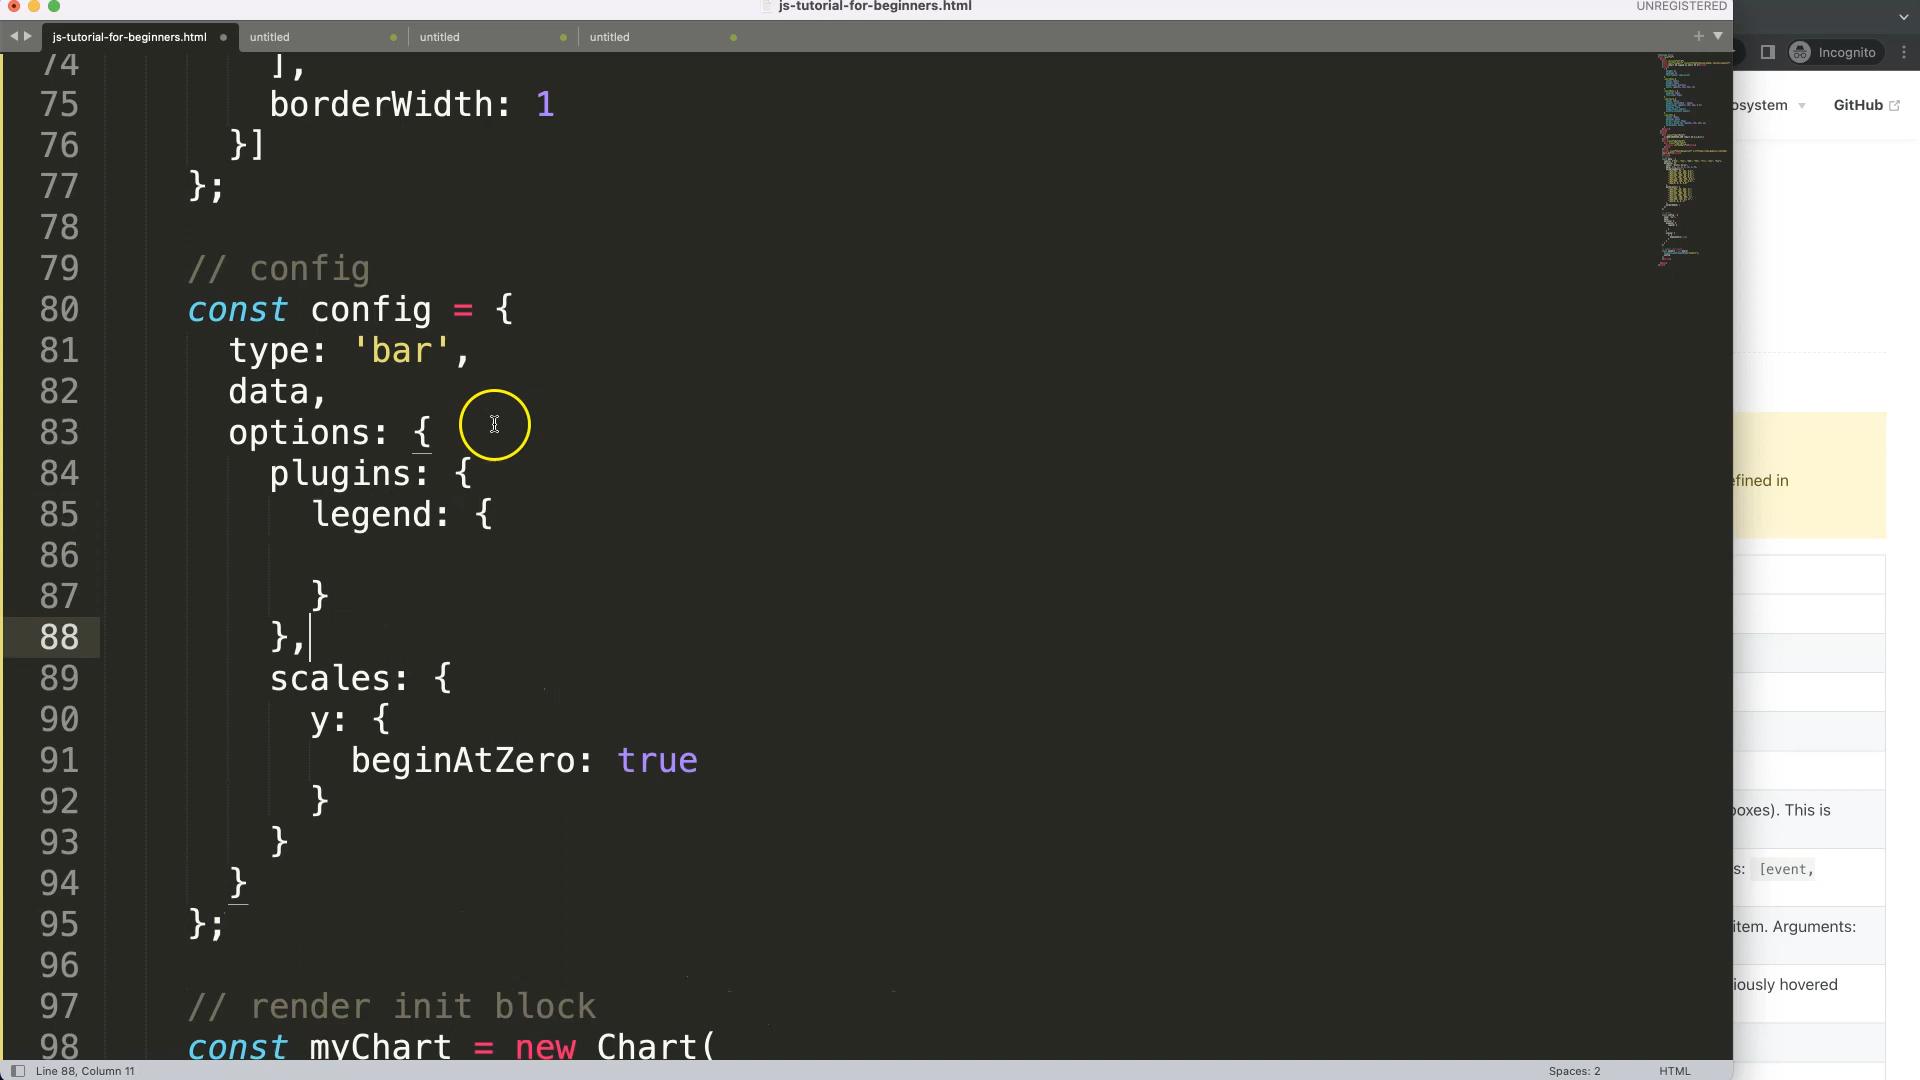 js-tutorial-for-beginners.html
UNREGISTERED
js-tutorial-for-beginners.html
untitled
untitled
untitled
Incognito
74 ],
75 borderWidth: 1
76 }]
77 };
78
79 // config
80 const config = {
81 type: 'bar',
82 data,
83 options: {
84 plugins: {
85 legend: {
86
87 }
88 },
89 scales: {
90 y: {
91 beginAtZero: true
92 }
93 }
94 }
95 };
96
97 // render init block
98 const myChart = new Chart(
osystem
GitHub
efined in
boxes). This is
s: [event,
item. Arguments:
iously hovered
Line 88, Column 11
Spaces: 2
HTML